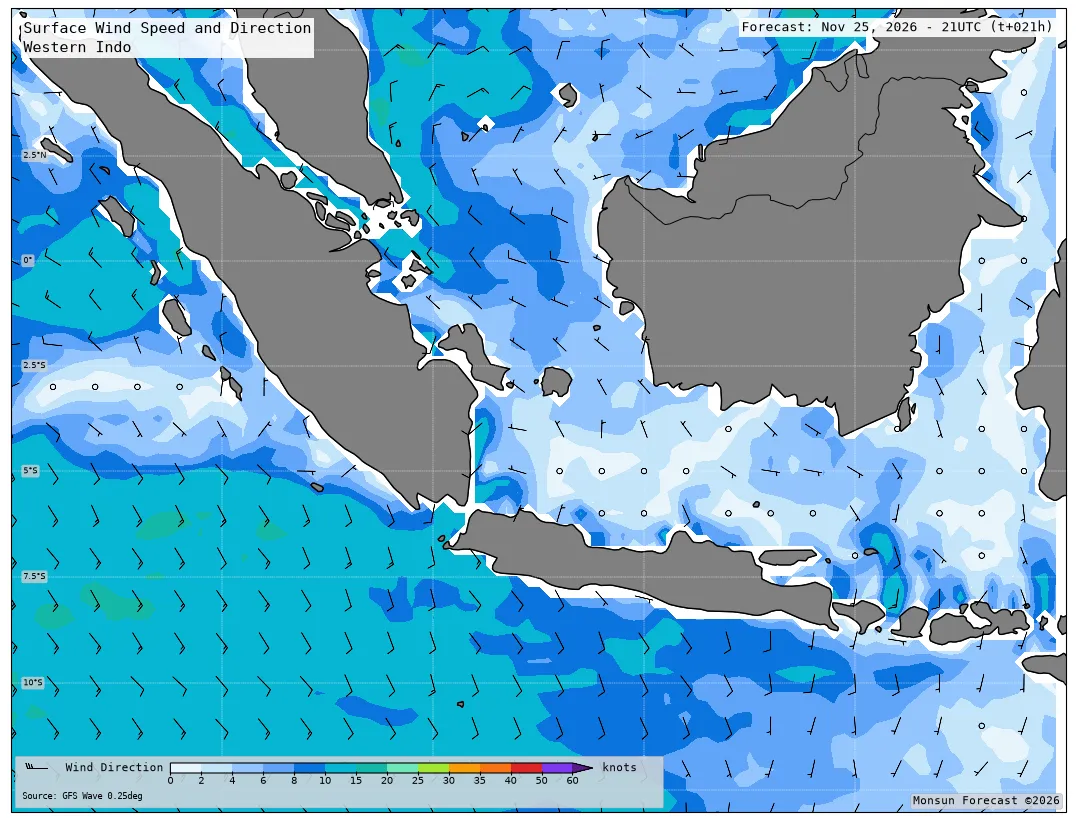 Surface Wind Speed and Direction
Western Indo
Forecast: Nov 25, 2026 - 21UTC (t+021h)
2.5°N
0°
2.5°S
5°S
7.5°S
10°S
Wind Direction
0 2 4 6 8 10 15 20 25 30 35 40 50 60
knots
Source: GFS Wave 0.25deg
Monsun Forecast ©2026